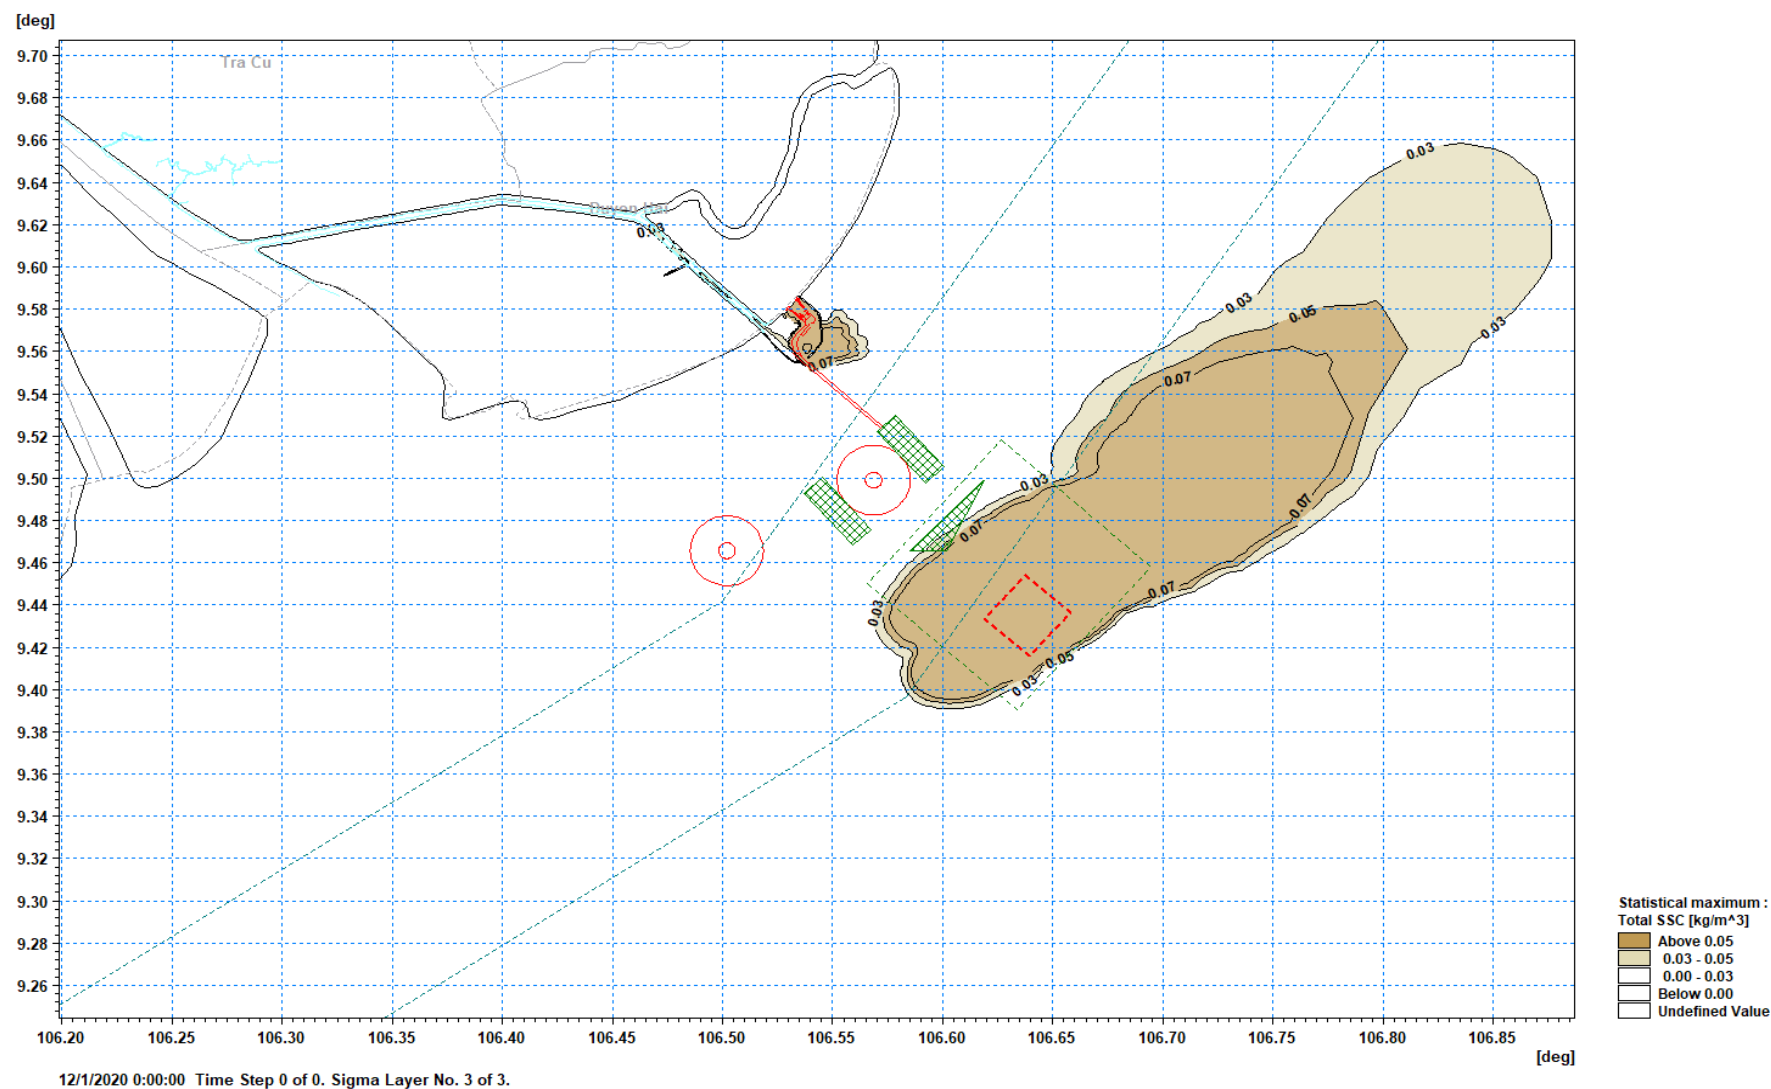 [deg]
9.70
9.68
9.66
9.64
9.62
9.60
9.58
9.56
9.54
9.52
9.50
9.48
9.46
9.44
9.42
9.40
9.38
9.36
9.34
9.32
9.30
9.28
9.26
Tra Cu
Duyen Hai
0.03
0.07
0.03
0.03
0.05
0.03
0.07
0.03
0.07
0.07
0.03
0.07
0.05
0.03
Statistical maximum :
Total SSC [kg/m^3]
Above 0.05
0.03 - 0.05
0.00 - 0.03
Below 0.00
Undefined Value
106.20 106.25 106.30 106.35 106.40 106.45 106.50 106.55 106.60 106.65 106.70 106.75 106.80 106.85
[deg]
12/1/2020 0:00:00 Time Step 0 of 0. Sigma Layer No. 3 of 3.